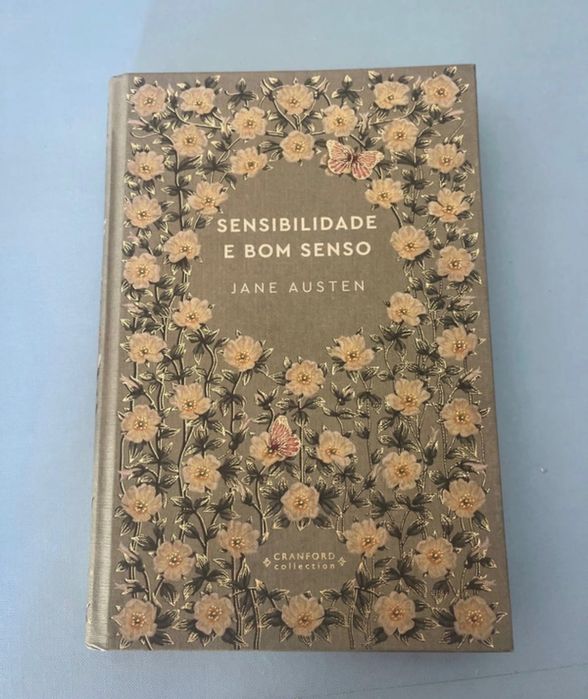 SENSIBILIDADE
E BOM SENSO
JANE AUSTEN
CRANFORD
collection